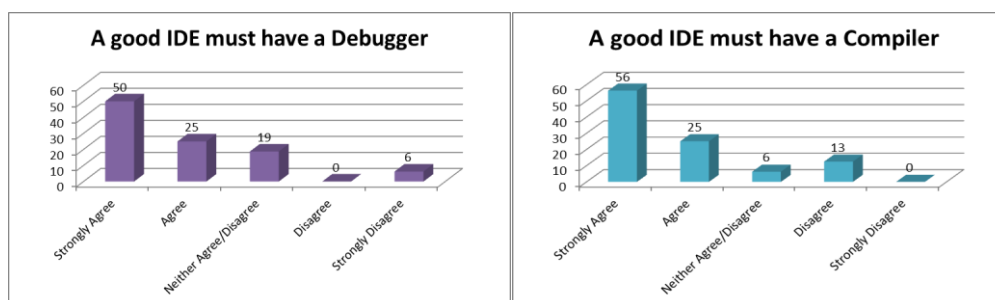 A good IDE must have a Debugger
60
50
40
30
20
10
0
50
25
19
0
6
Strongly Agree
Agree
Neither Agree/Disagree
Disagree
Strongly Disagree
A good IDE must have a Compiler
60
50
40
30
20
10
0
56
25
6
13
0
Strongly Agree
Agree
Neither Agree/Disagree
Disagree
Strongly Disagree